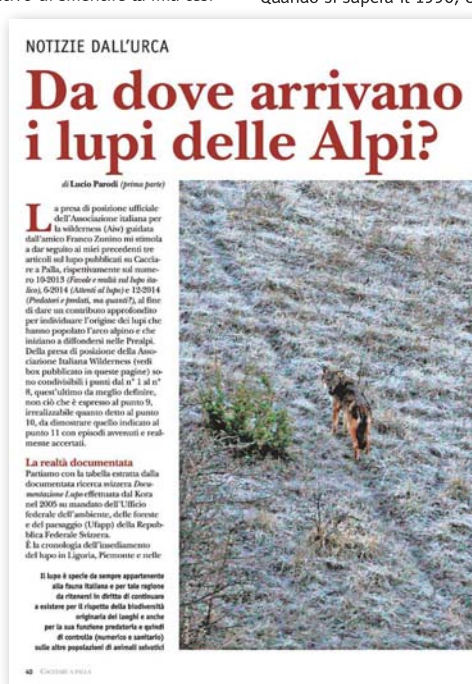 Quando si supera il 1990, e
NOTIZIE DALL'URCA
Da dove arrivano
i lupi delle Alpi?
di Lucio Parodi (prima parte)
La presa di posizione ufficiale
dell'Associazione italiana per
la wilderness (Aiw) guidata
dall'amico Franco Zunino mi stimola
a dar seguito ai miei precedenti tre
articoli sul lupo pubblicati su Caccia-
re a Palla, rispettivamente sul nume-
ro 10-2013 (Favole e realtà sul lupo ita-
lico), 6-2014 (Attenti al lupo) e 12-2014
(Predatori e predati, ma quanti?), al fine
di dare un contributo approfondito
per individuare l'origine dei lupi che
hanno popolato l'arco alpino e che
iniziano a diffondersi nelle Prealpi.
Della presa di posizione della Asso-
ciazione Italiana Wilderness (vedi
box pubblicato in queste pagine) so-
no condivisibili i punti dal n° 1 al n°
8, quest'ultimo da meglio definire,
non ciò che è espresso al punto 9,
irrealizzabile quanto detto al punto
10, da dimostrare quello indicato al
punto 11 con episodi avvenuti e real-
mente accertati.
La realtà documentata
Partiamo con la tabella estratta dalla
documentata ricerca svizzera Docu-
mentazione Lupo effettuata dal Kora
nel 2005 su mandato dell'Ufficio
federale dell'ambiente, delle foreste
e del paesaggio (Ufapp) della Repub-
blica Federale Svizzera.
È la cronologia dell'insediamento
del lupo in Liguria, Piemonte e nelle
Il lupo è specie da sempre appartenente
alla fauna italiana e per tale ragione
da ritenersi in diritto di continuare
a esistere per il rispetto della biodiversità
originaria dei luoghi e anche
per la sua funzione predatoria e quindi
di controllo (numerico e sanitario)
sulle altre popolazioni di animali selvatici
40 CACCIARE A PALLA